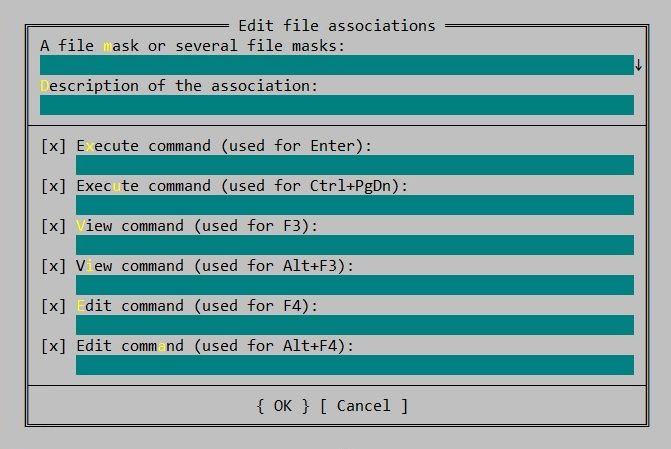 Edit file associations
A file mask or several file masks:
↓
Description of the association:
[x] Execute command (used for Enter):
[x] Execute command (used for Ctrl+PgDn):
[x] View command (used for F3):
[x] View command (used for Alt+F3):
[x] Edit command (used for F4):
[x] Edit command (used for Alt+F4):
{ OK } [ Cancel ]